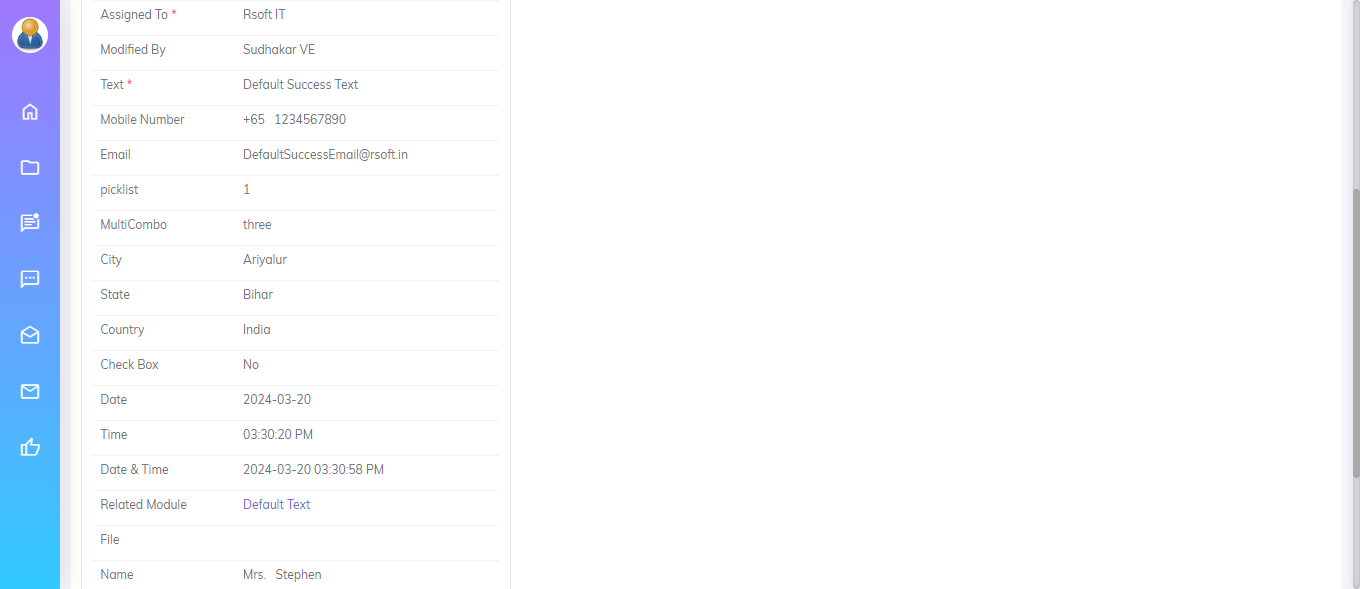 Assigned To * Rsoft IT
Modified By Sudhakar VE
Text * Default Success Text
Mobile Number +65 1234567890
Email DefaultSuccessEmail@rsoft.in
picklist 1
MultiCombo three
City Ariyalur
State Bihar
Country India
Check Box No
Date 2024-03-20
Time 03:30:20 PM
Date & Time 2024-03-20 03:30:58 PM
Related Module Default Text
File
Name Mrs. Stephen